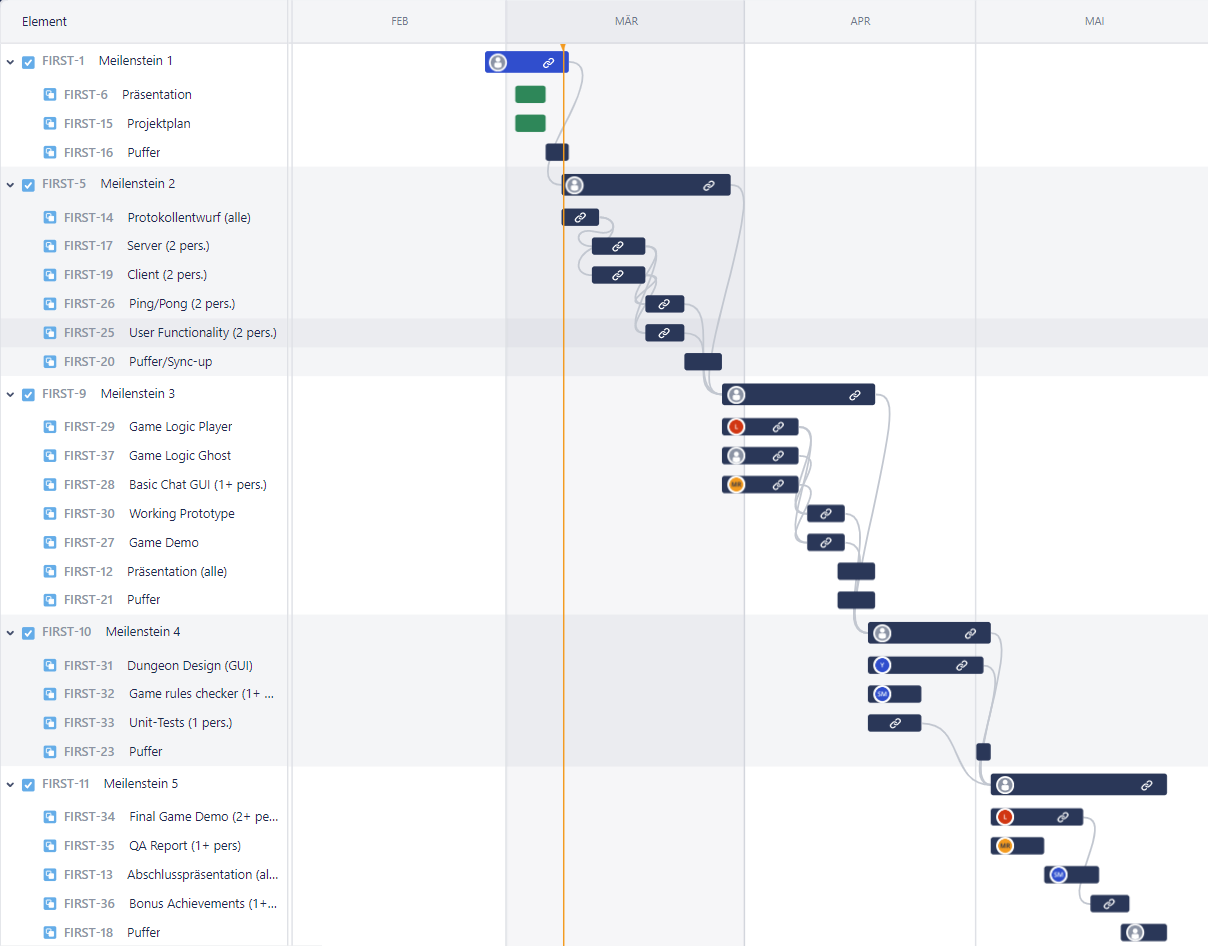 Element FEB MÄR APR MAI
FIRST-1 Meilenstein 1
FIRST-6 Präsentation
FIRST-15 Projektplan
FIRST-16 Puffer
FIRST-5 Meilenstein 2
FIRST-14 Protokollentwurf (alle)
FIRST-17 Server (2 pers.)
FIRST-19 Client (2 pers.)
FIRST-26 Ping/Pong (2 pers.)
FIRST-25 User Functionality (2 pers.)
FIRST-20 Puffer/Sync-up
FIRST-9 Meilenstein 3
FIRST-29 Game Logic Player L
FIRST-37 Game Logic Ghost
FIRST-28 Basic Chat GUI (1+ pers.) MR
FIRST-30 Working Prototype
FIRST-27 Game Demo
FIRST-12 Präsentation (alle)
FIRST-21 Puffer
FIRST-10 Meilenstein 4
FIRST-31 Dungeon Design (GUI) Y
FIRST-32 Game rules checker (1+ ... SM
FIRST-33 Unit-Tests (1 pers.)
FIRST-23 Puffer
FIRST-11 Meilenstein 5
FIRST-34 Final Game Demo (2+ pe... L
FIRST-35 QA Report (1+ pers) MR
FIRST-13 Abschlusspräsentation (al... SM
FIRST-36 Bonus Achievements (1+...
FIRST-18 Puffer